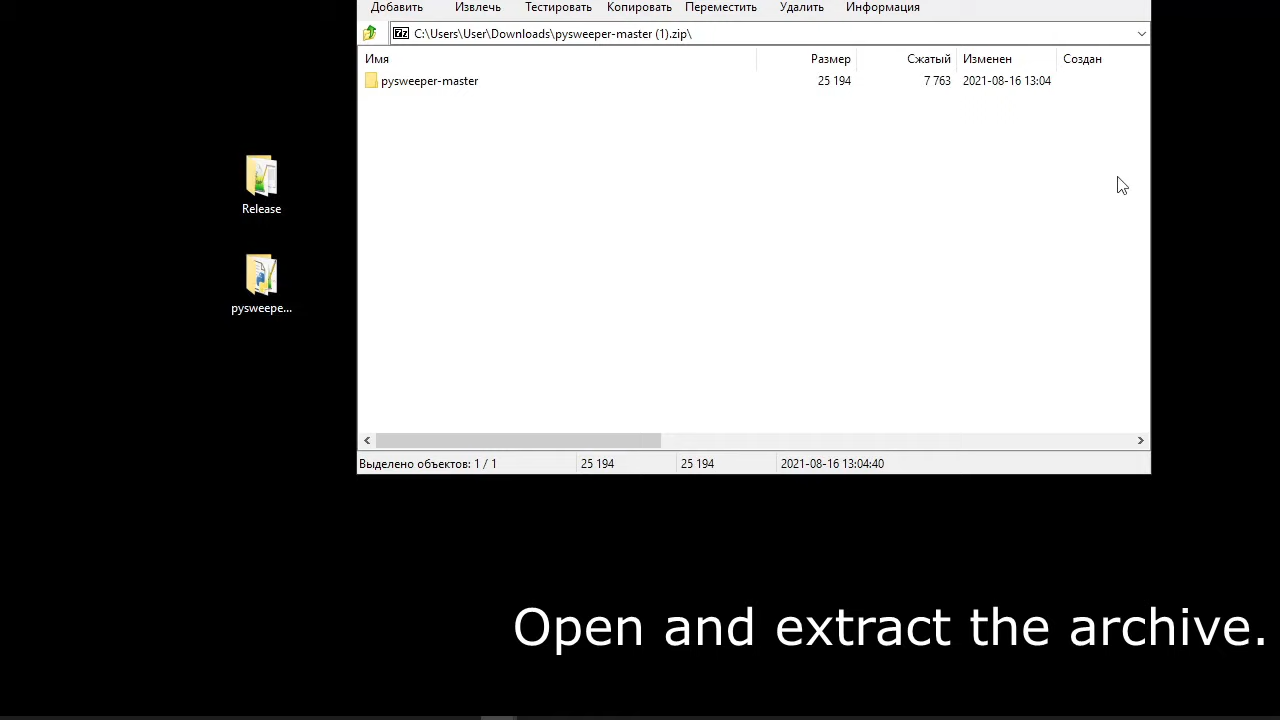 Добавить Извлечь Тестировать Копировать Переместить Удалить Информация
7z C:\Users\User\Downloads\pysweeper-master (1).zip\
Имя Размер Сжатый Изменен Создан
pysweeper-master 25 194 7 763 2021-08-16 13:04
Release
pysweepe...
Выделено объектов: 1 / 1 25 194 25 194 2021-08-16 13:04:40
Open and extract the archive.